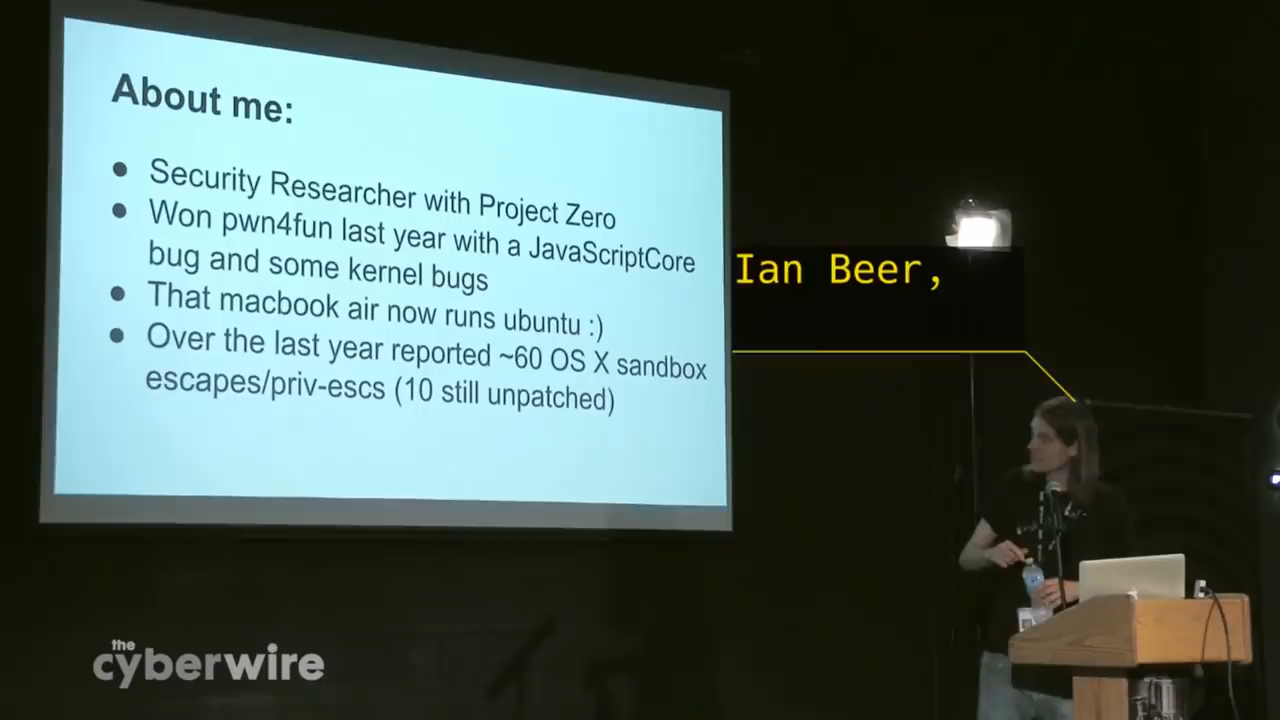 About me:
● Security Researcher with Project Zero
● Won pwn4fun last year with a JavaScriptCore
bug and some kernel bugs
● That macbook air now runs ubuntu :)
● Over the last year reported ~60 OS X sandbox
escapes/priv-escs (10 still unpatched)
Ian Beer,
the
cyberwire